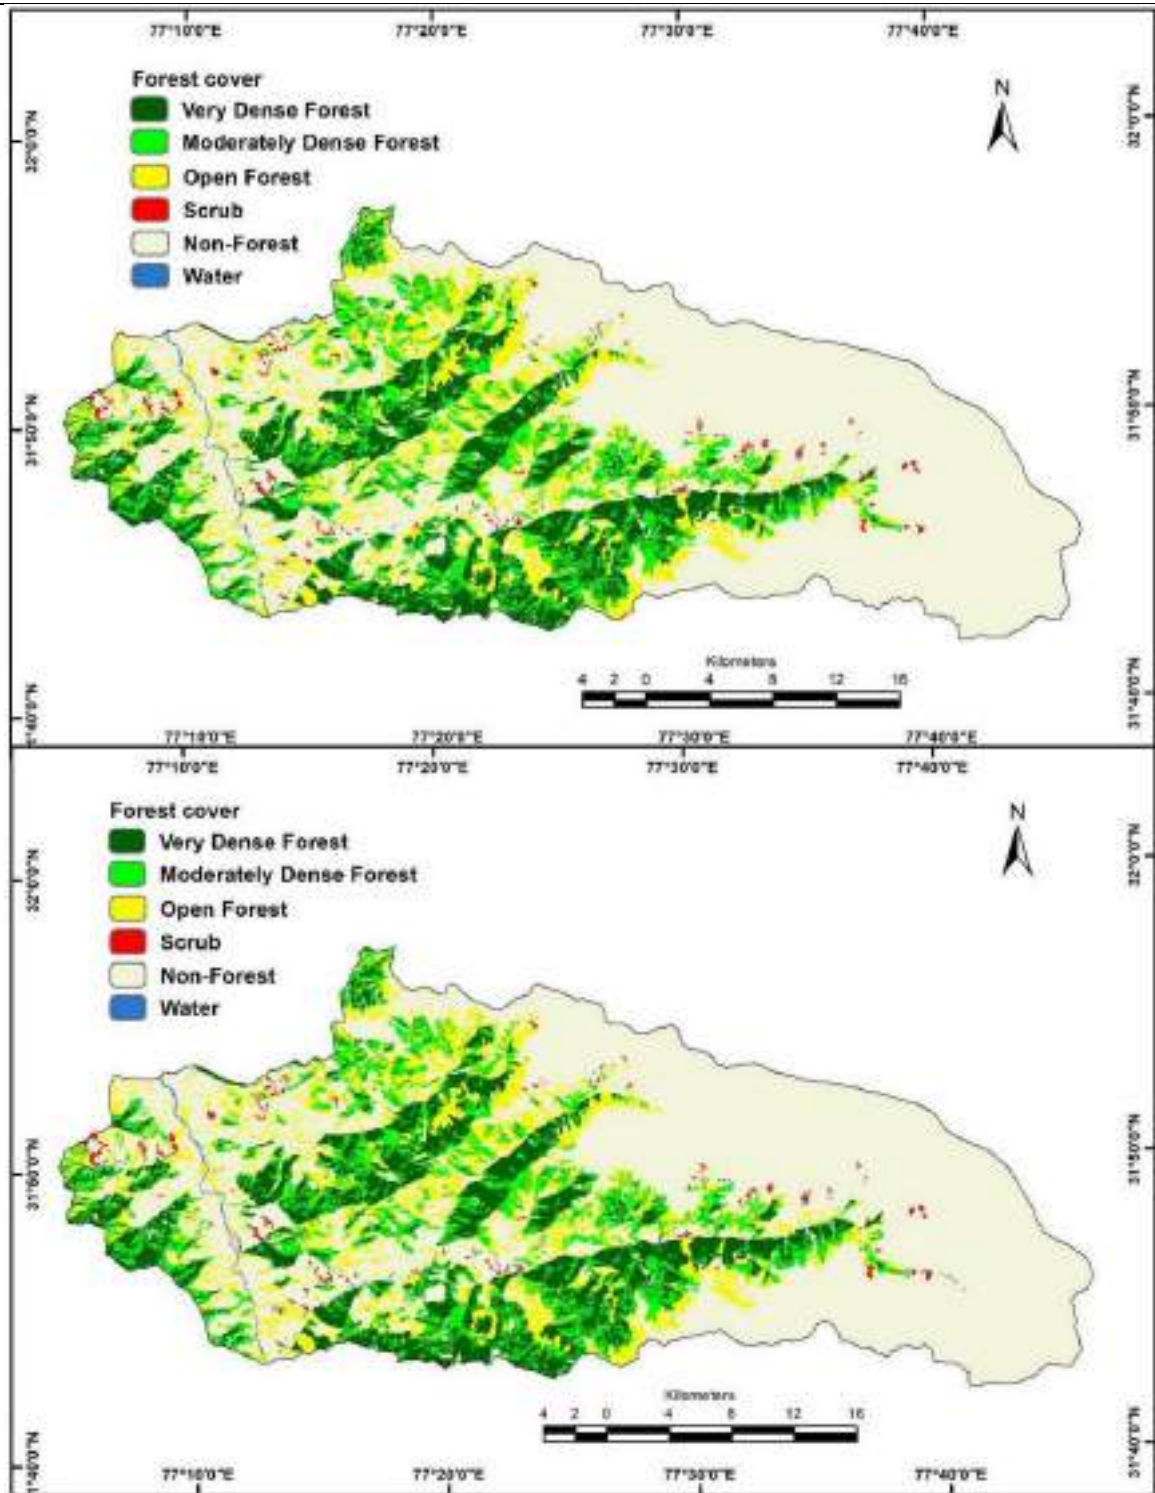 77°10'0"E 77°20'0"E 77°30'0"E 77°40'0"E
Forest cover
Very Dense Forest
Moderately Dense Forest
Open Forest
Scrub
Non-Forest
Water
N
32°0'0"N
32°0'0"N
31°50'0"N
Kilometers
4 2 0 4 8 12 16
77°10'0"E 77°20'0"E 77°30'0"E 77°40'0"E
77°10'0"E 77°20'0"E 77°30'0"E 77°40'0"E
Forest cover
Very Dense Forest
Moderately Dense Forest
Open Forest
Scrub
Non-Forest
Water
N
32°0'0"N
32°0'0"N
Kilometers
4 2 0 4 8 12 16
77°10'0"E 77°20'0"E 77°30'0"E 77°40'0"E